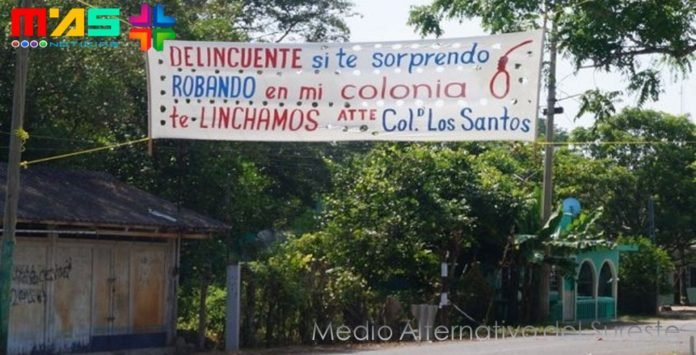 M'AS
NOTICIAS
DELINCUENTE si te sorprendo
ROBANDO en mi colonia
te LINCHAMOS ATTE Col. Los Santos
Medio Alternativo del Sureste